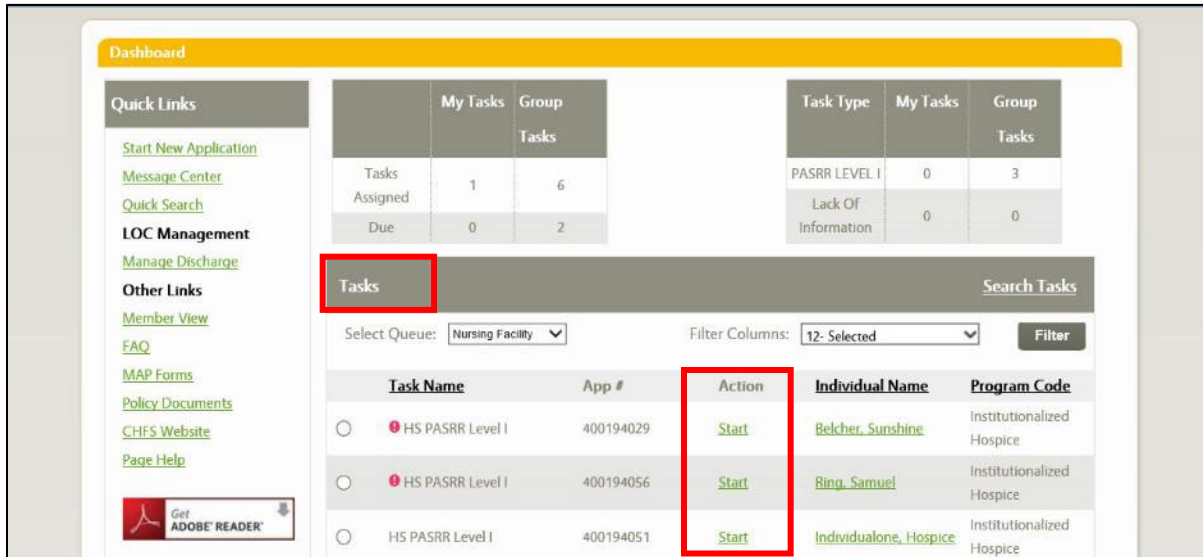 Dashboard
Quick Links
Start New Application
Message Center
Quick Search
LOC Management
Manage Discharge
Other Links
Member View
FAQ
MAP Forms
Policy Documents
CHFS Website
Page Help
Get
ADOBE® READER®
My Tasks Group
Tasks
Tasks
Assigned 1 6
Due 0 2
Task Type My Tasks Group
Tasks
PASRR LEVEL I 0 3
Lack Of
Information 0 0
Tasks Search Tasks
Select Queue: Nursing Facility Filter Columns: 12- Selected Filter
Task Name App # Action Individual Name Program Code
HS PASRR Level I 400194029 Start Belcher, Sunshine Institutionalized
Hospice
HS PASRR Level I 400194056 Start Ring, Samuel Institutionalized
Hospice
HS PASRR Level I 400194051 Start Individualone, Hospice Institutionalized
Hospice